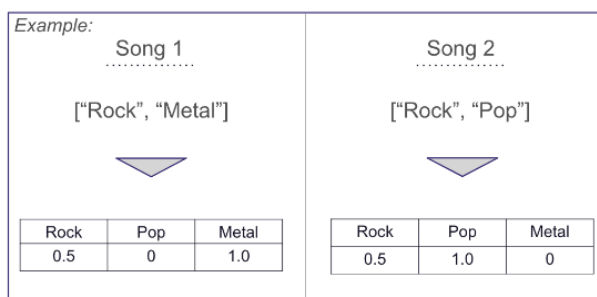 Example:
Song 1
["Rock", "Metal"]
Rock Pop Metal
0.5 0 1.0
Song 2
["Rock", "Pop"]
Rock Pop Metal
0.5 1.0 0